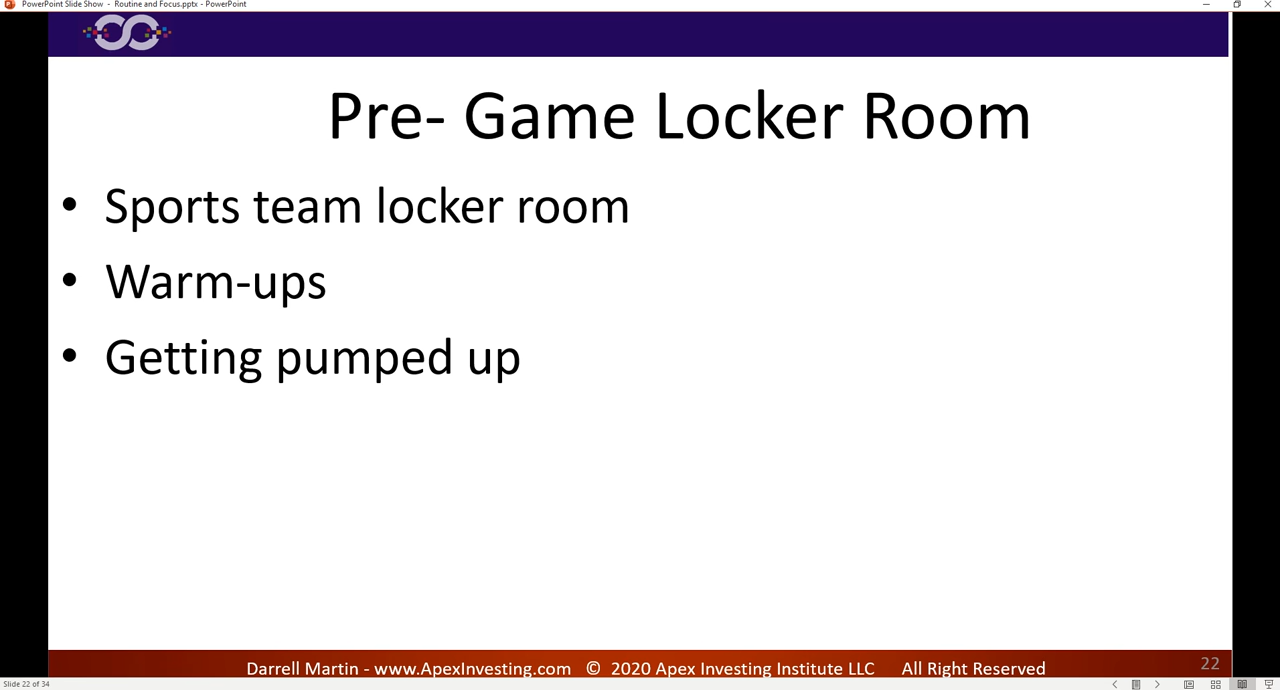 PowerPoint Slide Show - Routine and Focus.pptx - PowerPoint
Pre- Game Locker Room
• Sports team locker room
• Warm-ups
• Getting pumped up
Darrell Martin - www.ApexInvesting.com © 2020 Apex Investing Institute LLC All Right Reserved
22
Slide 22 of 34